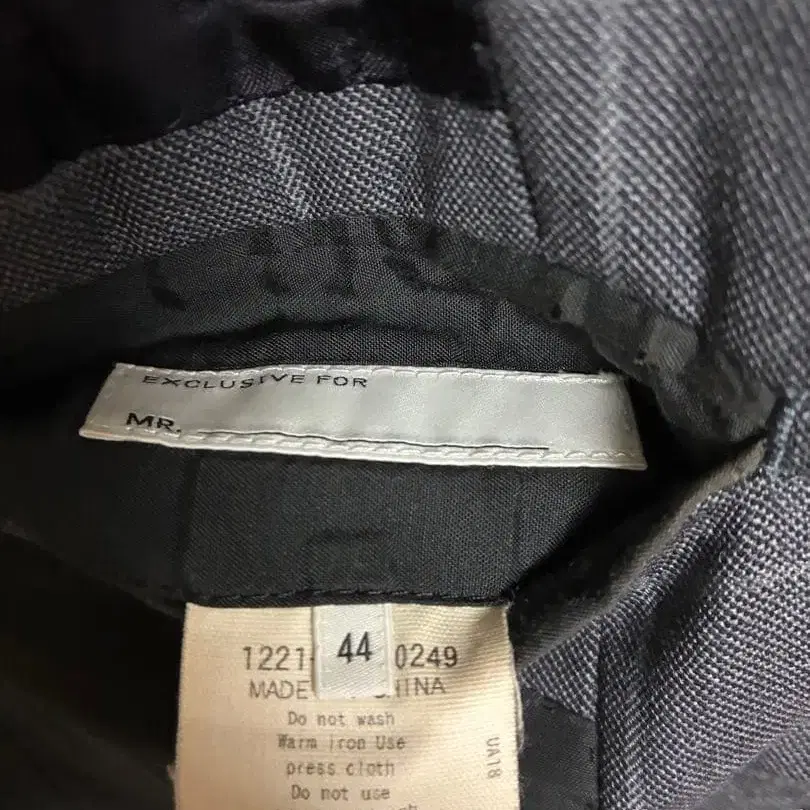 EXCLUSIVE FOR
MR.
44
1221 0249
MADE CHINA
Do not wash
Warm Iron Use
press cloth
Do not use
UA18